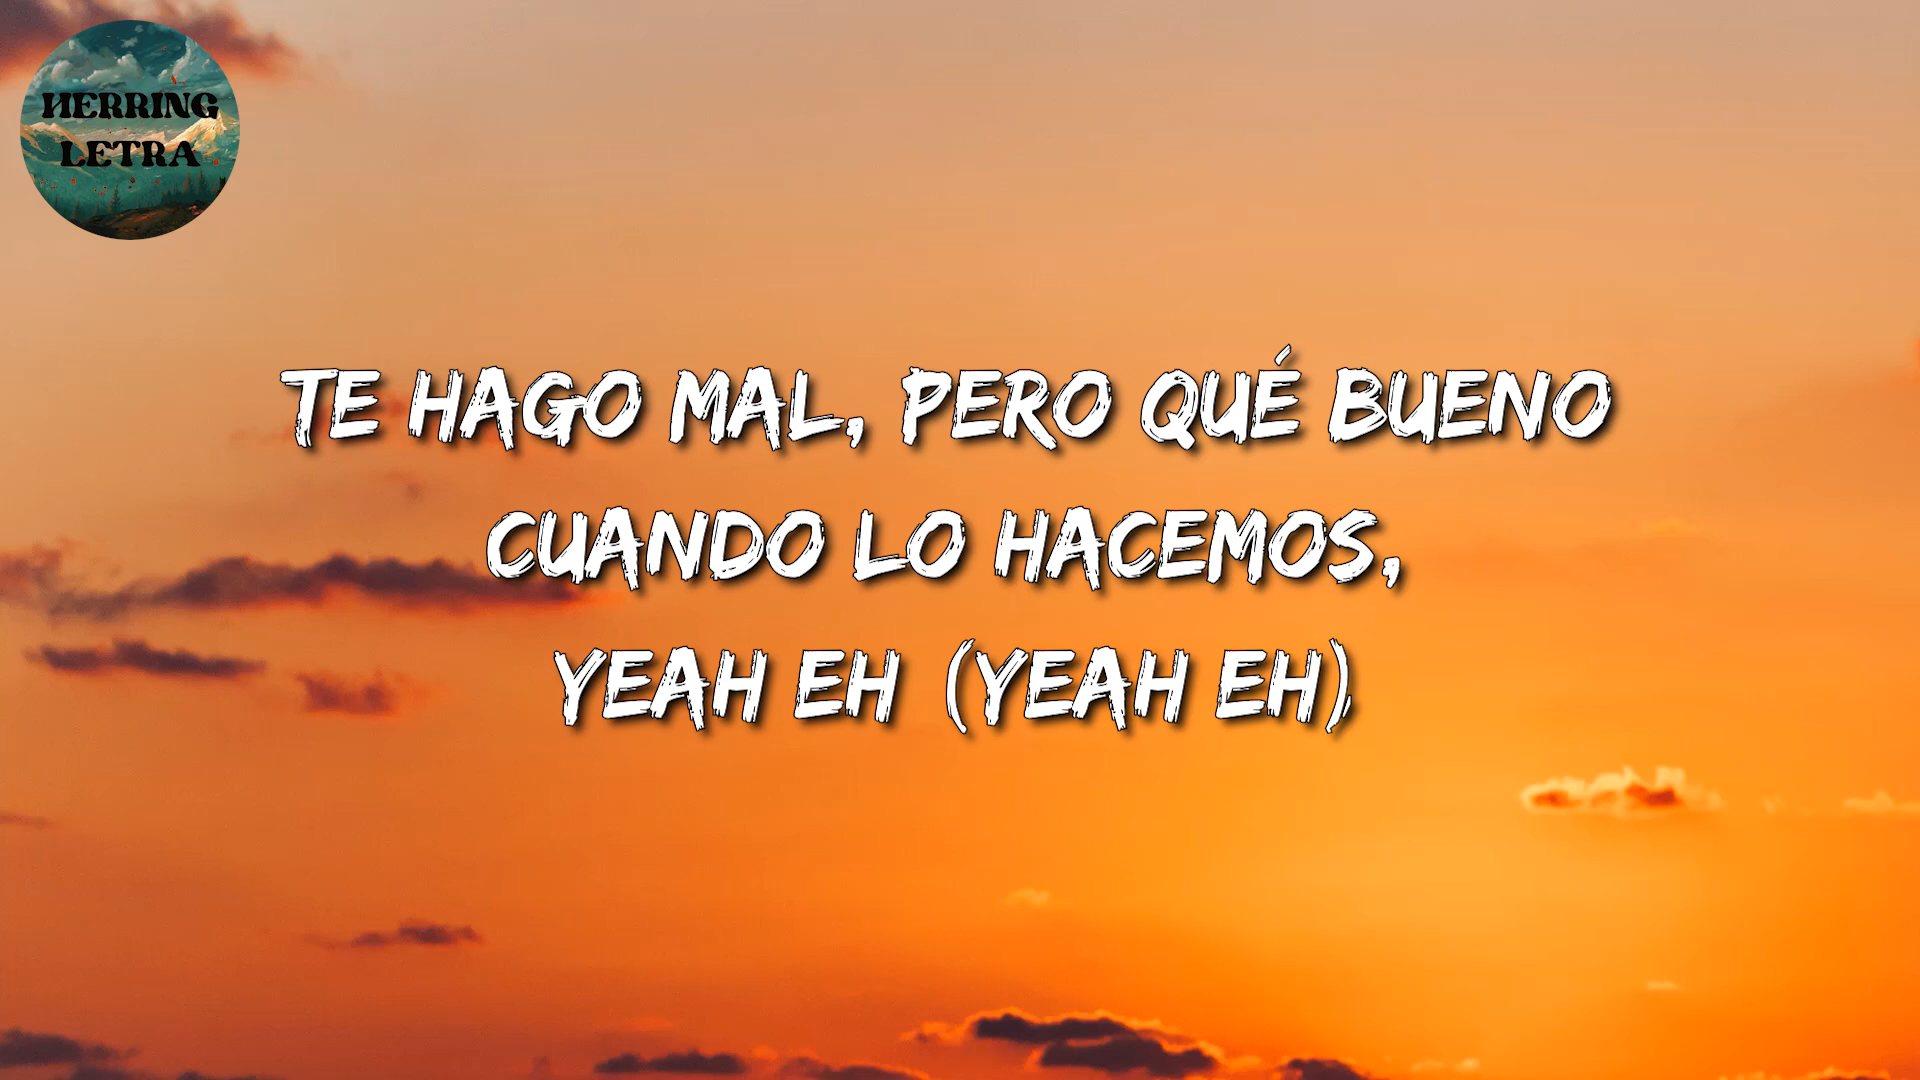 HERRING
LETRA
TE HAGO MAL, PERO QUÉ BUENO
CUANDO LO HACEMOS,
YEAH EH (YEAH EH)